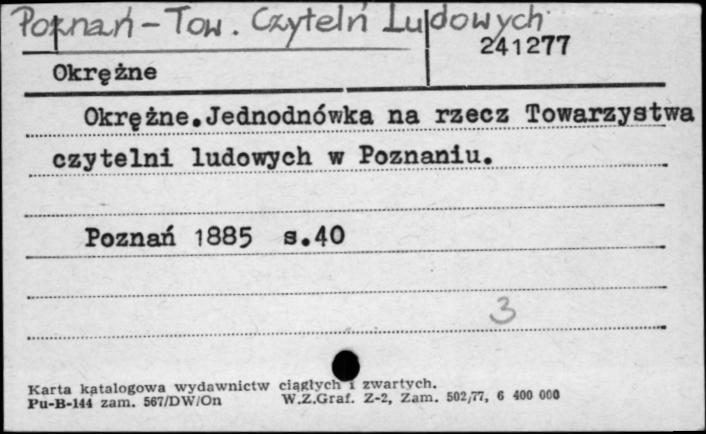 Poznań - Tow. Czytelń Ludowych
241277
Okrężne
Okrężne.Jednodnówka na rzecz Towarzystwa
czytelni ludowych w Poznaniu.
Poznań 1885 s.40
3
Karta katalogowa wydawnictw ciągłych i zwartych.
Pu-B-144 zam. 567/DW/On W.Z.Graf. Z-2, Zam. 502/77, 6 400 000